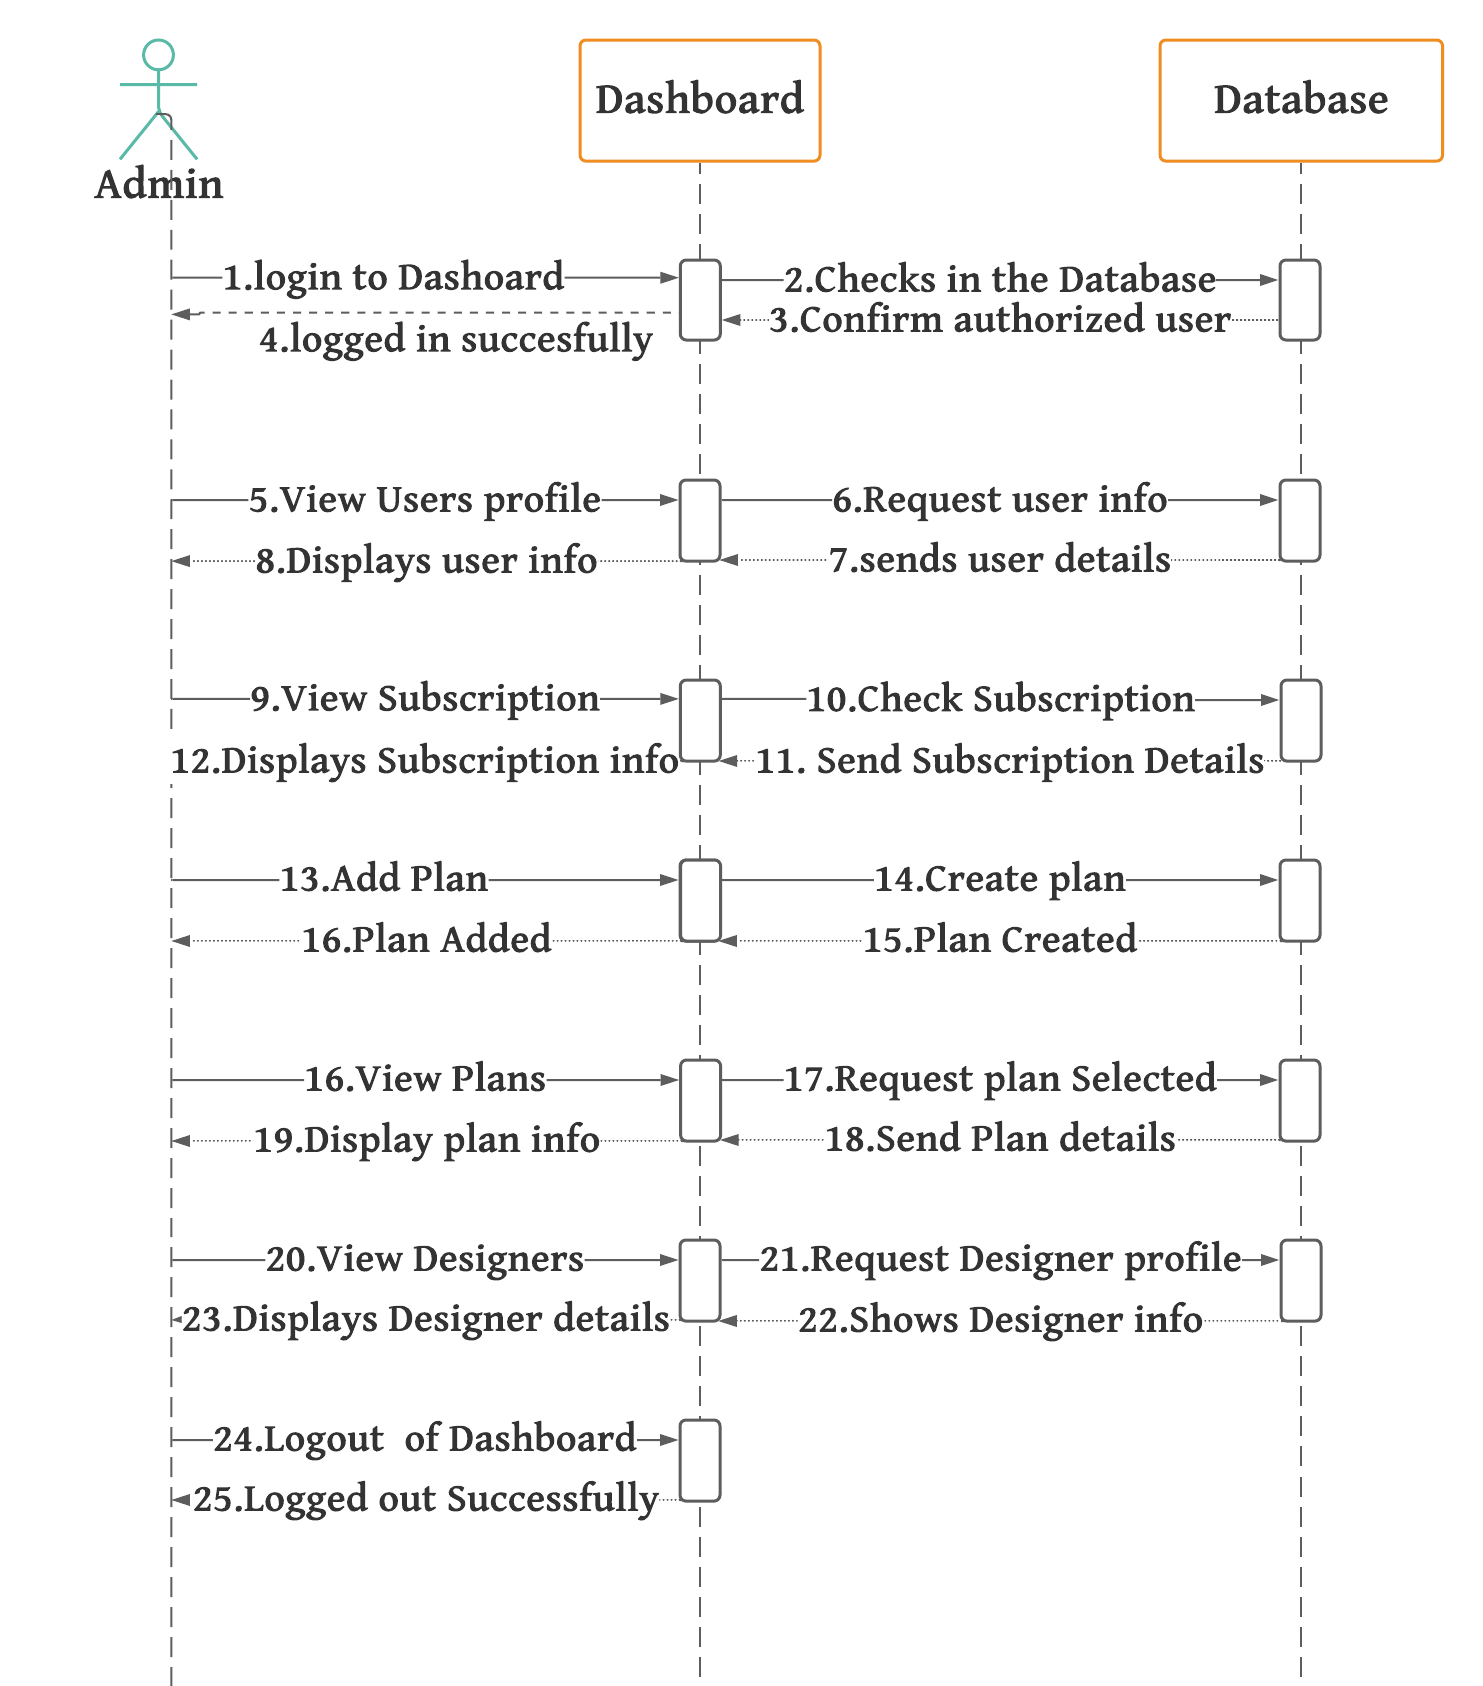 Dashboard
Database
Admin
1.login to Dashoard
2.Checks in the Database
3.Confirm authorized user
4.logged in succesfully
5.View Users profile
6.Request user info
8.Displays user info
7.sends user details
9.View Subscription
10.Check Subscription
12.Displays Subscription info
11. Send Subscription Details
13.Add Plan
14.Create plan
16.Plan Added
15.Plan Created
16.View Plans
17.Request plan Selected
19.Display plan info
18.Send Plan details
20.View Designers
21.Request Designer profile
23.Displays Designer details
22.Shows Designer info
24.Logout  of Dashboard
25.Logged out Successfully